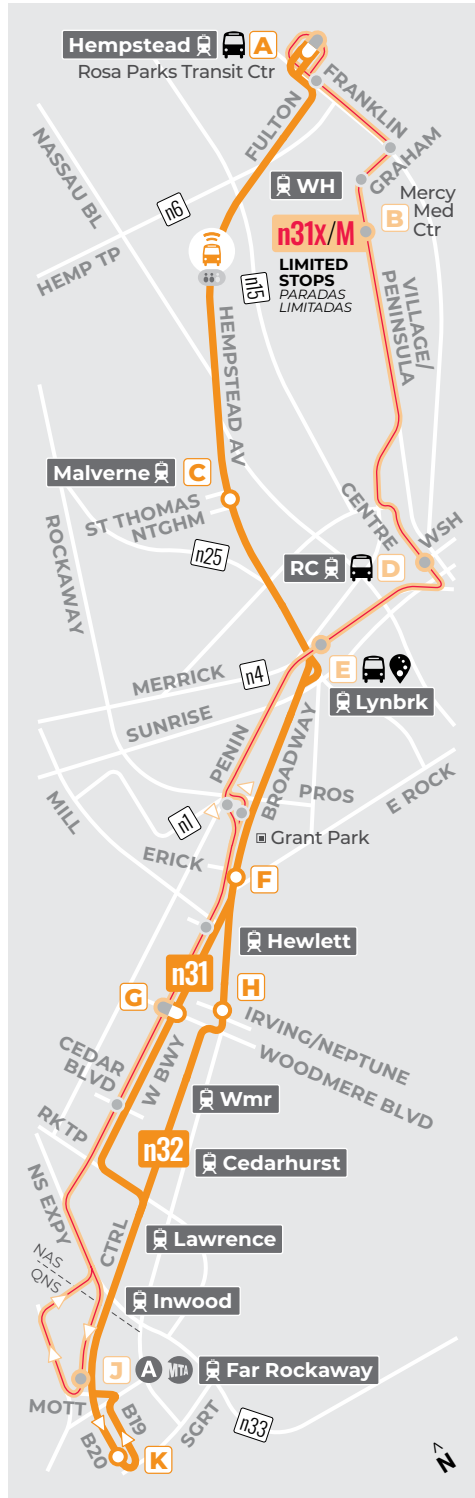 Hempstead A
Rosa Parks Transit Ctr
FULTON
FRANKLIN
GRAHAM
NASSAU BL
n6
WH
B
Mercy
Med
Ctr
n31X/M
LIMITED
STOPS
PARADAS
LIMITADAS
HEMP TP
n15
VILLAGE/
PENINSULA
HEMPSTEAD AV
Malverne C
ST THOMAS
NTGHM
CENTRE
WSH
ROCKAWAY
n25
RC D
MERRICK
n4
E
SUNRISE
Lynbrk
PENIN
BROADWAY
MILL
n1
PROS
E ROCK
Grant Park
ERICK
F
Hewlett
n31
G
H
IRVING/NEPTUNE
WOODMERE BLVD
CEDAR
BLVD
W BWY
Wmr
RKTP
n32
Cedarhurst
NS EXPY
CTRL
Lawrence
NAS
QNS
Inwood
J A MTA Far Rockaway
MOTT
B19
B20
SGRT
n33
K
N